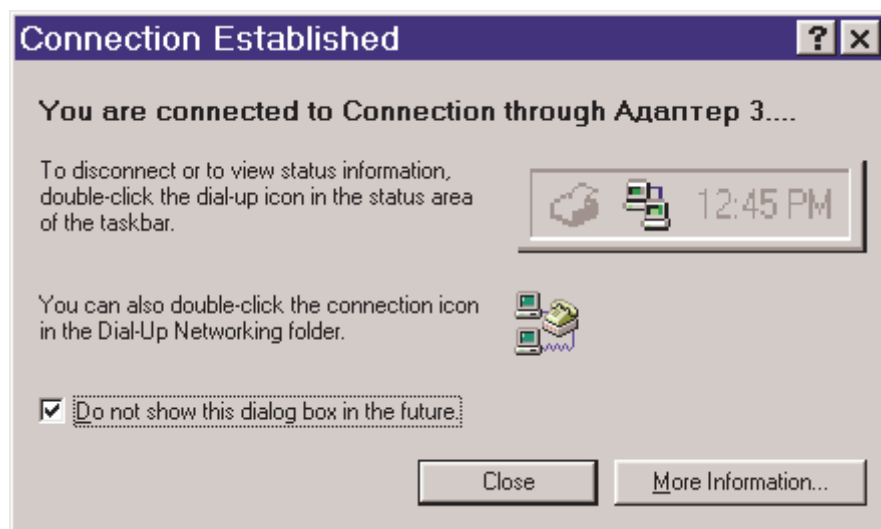 Connection Established
You are connected to Connection through Адаптер 3....
To disconnect or to view status information,
double-click the dial-up icon in the status area
of the taskbar.
12:45 PM
You can also double-click the connection icon
in the Dial-Up Networking folder.
Do not show this dialog box in the future.
Close
More Information...